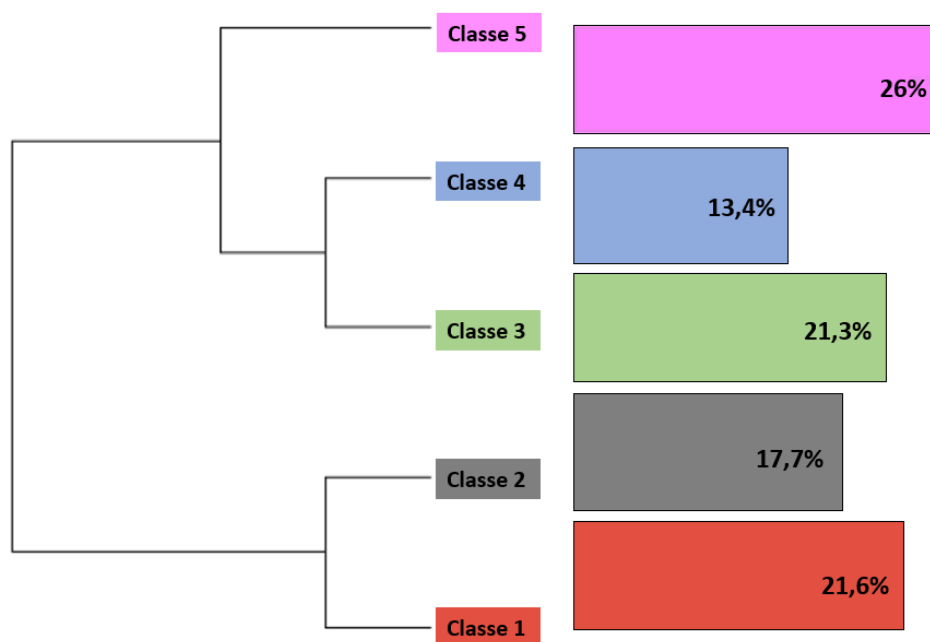 Classe 5
26%
Classe 4
13,4%
Classe 3
21,3%
Classe 2
17,7%
Classe 1
21,6%